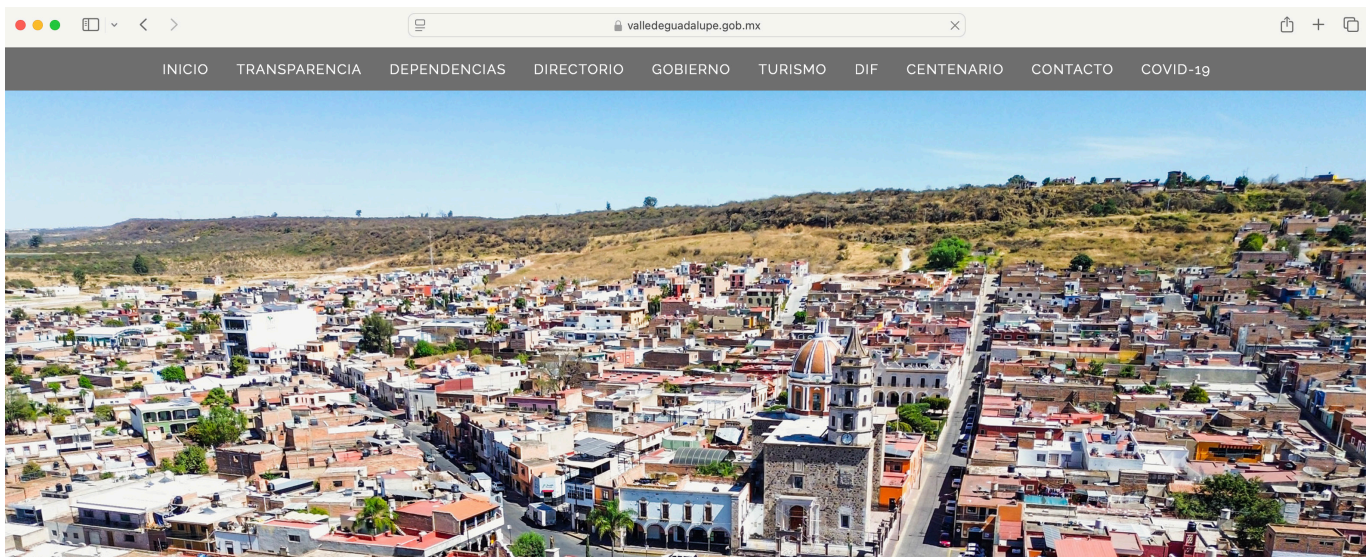 valledeguadalupe.gob.mx
INICIO TRANSPARENCIA DEPENDENCIAS DIRECTORIO GOBIERNO TURISMO DIF CENTENARIO CONTACTO COVID-19